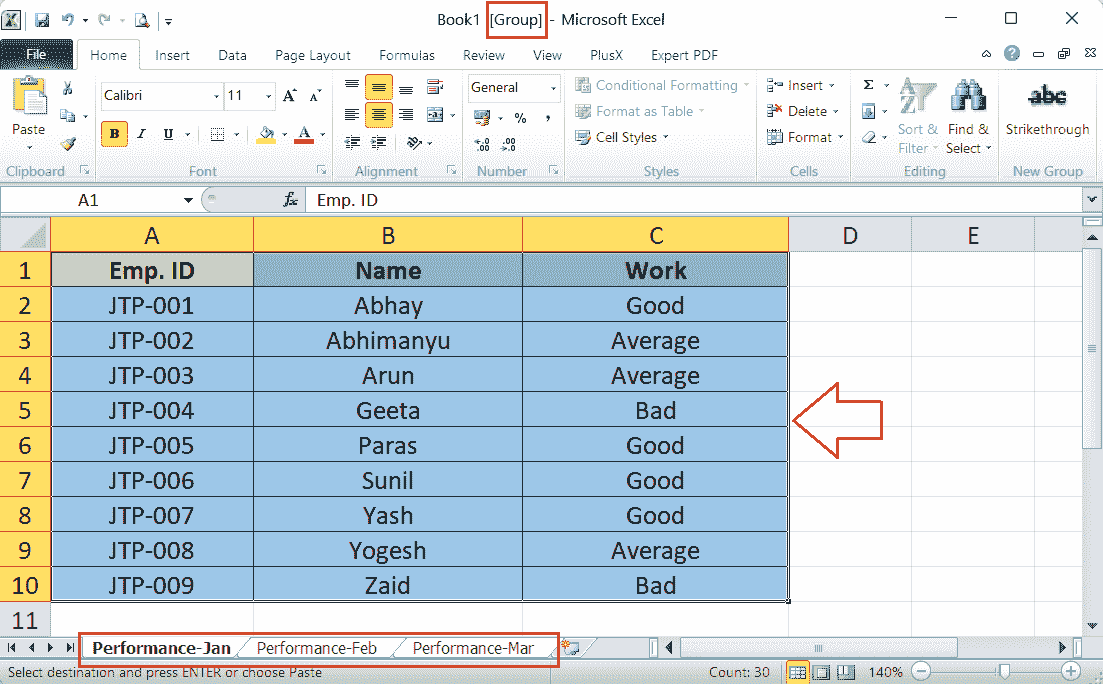 Book1 [Group] - Microsoft Excel
File Home Insert Data Page Layout Formulas Review View PlusX Expert PDF
Paste
Clipboard
Calibri 11
B I U A
Font
Alignment
General
%
Number
Conditional Formatting
Format as Table
Cell Styles
Styles
Insert
Delete
Format
Cells
Σ
Sort & Filter
Find & Select
Editing
abc
Strikethrough
New Group
A1 fx Emp. ID
A B C D E
1 Emp. ID Name Work
2 JTP-001 Abhay Good
3 JTP-002 Abhimanyu Average
4 JTP-003 Arun Average
5 JTP-004 Geeta Bad
6 JTP-005 Paras Good
7 JTP-006 Sunil Good
8 JTP-007 Yash Good
9 JTP-008 Yogesh Average
10 JTP-009 Zaid Bad
11
Performance-Jan Performance-Feb Performance-Mar
Select destination and press ENTER or choose Paste Count: 30 140%